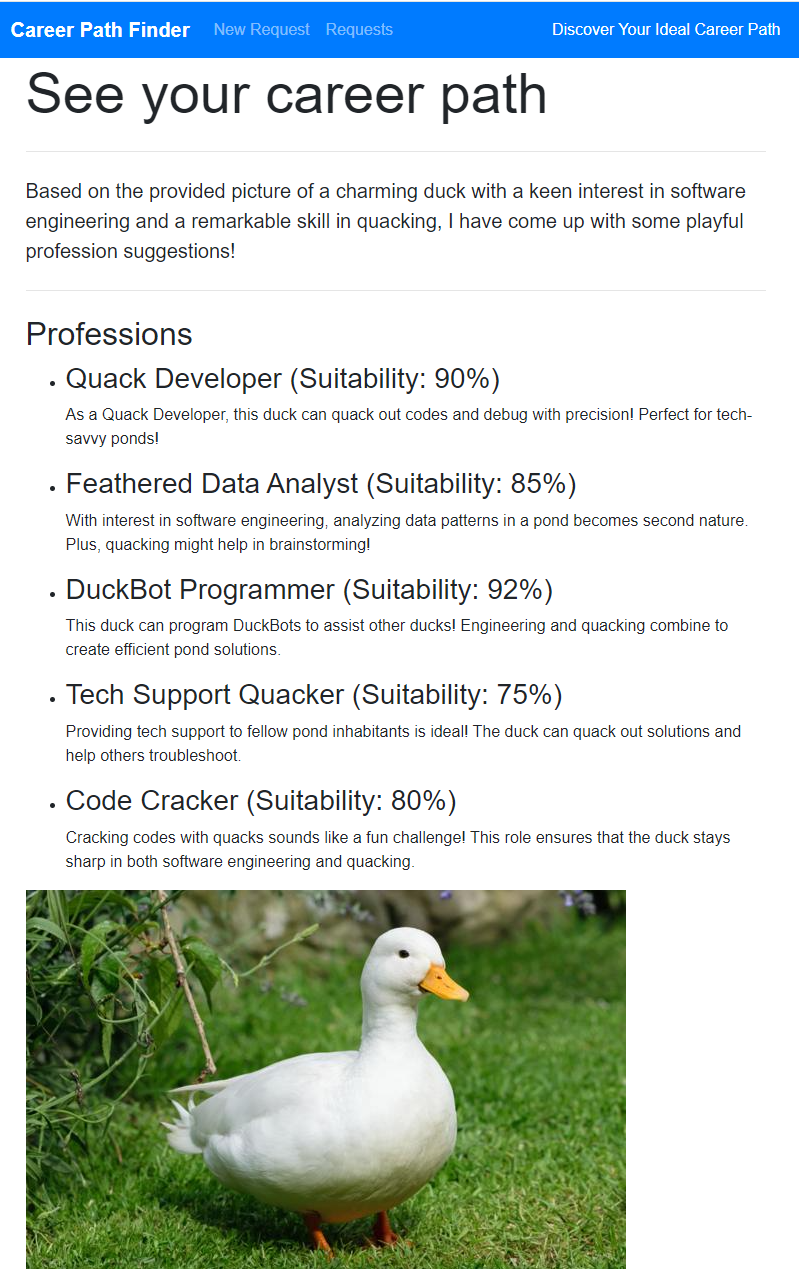 Career Path Finder New Request Requests Discover Your Ideal Career Path
See your career path
Based on the provided picture of a charming duck with a keen interest in software
engineering and a remarkable skill in quacking, I have come up with some playful
profession suggestions!
Professions
Quack Developer (Suitability: 90%)
As a Quack Developer, this duck can quack out codes and debug with precision! Perfect for tech-
savvy ponds!
Feathered Data Analyst (Suitability: 85%)
With interest in software engineering, analyzing data patterns in a pond becomes second nature.
Plus, quacking might help in brainstorming!
DuckBot Programmer (Suitability: 92%)
This duck can program DuckBots to assist other ducks! Engineering and quacking combine to
create efficient pond solutions.
Tech Support Quacker (Suitability: 75%)
Providing tech support to fellow pond inhabitants is ideal! The duck can quack out solutions and
help others troubleshoot.
Code Cracker (Suitability: 80%)
Cracking codes with quacks sounds like a fun challenge! This role ensures that the duck stays
sharp in both software engineering and quacking.